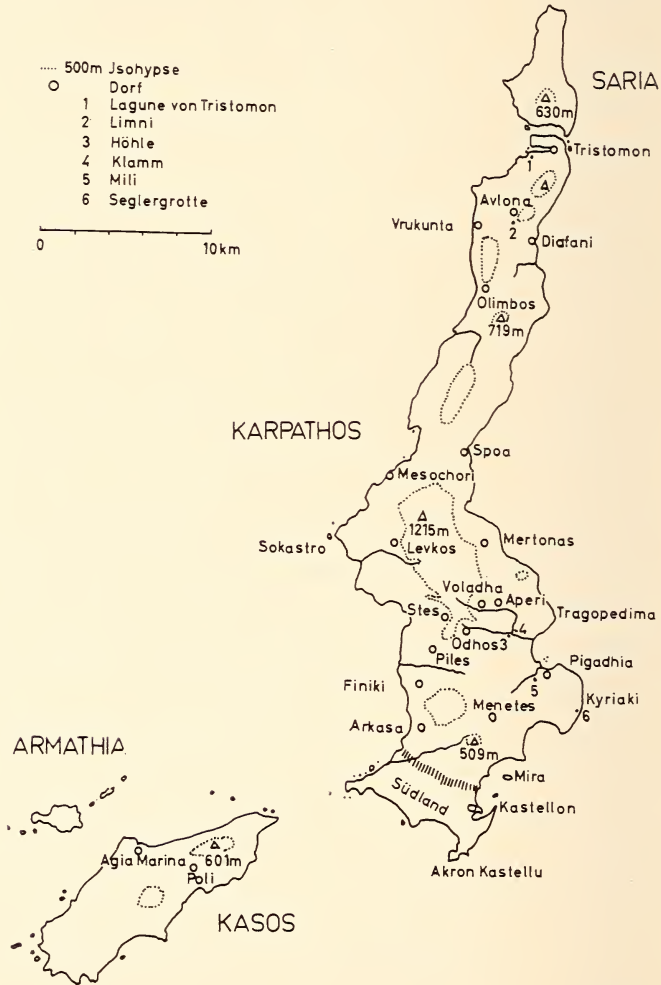 500m Jsohypse
Dorf
1 Lagune von Tristomon
2 Limni
3 Höhle
4 Klamm
5 Mili
6 Seglergrotte
0 10 km
SARIA
630m
Tristomon
1
Avlona
Vrukunta
2
Diafani
Olimbos
719m
KARPATHOS
Spoa
Mesochori
1215m
Sokastro
Levkos
Mertonas
Voladha
Aperi
Stes
Tragopedima
4
Odhos 3
Piles
Pigadhia
Finiki
5
Kyriaki
Menetes
6
Arkasa
ARMATHIA
509m
Mira
Südland
Kastellon
Agia Marina
601m
Poli
Akron Kastellu
KASOS